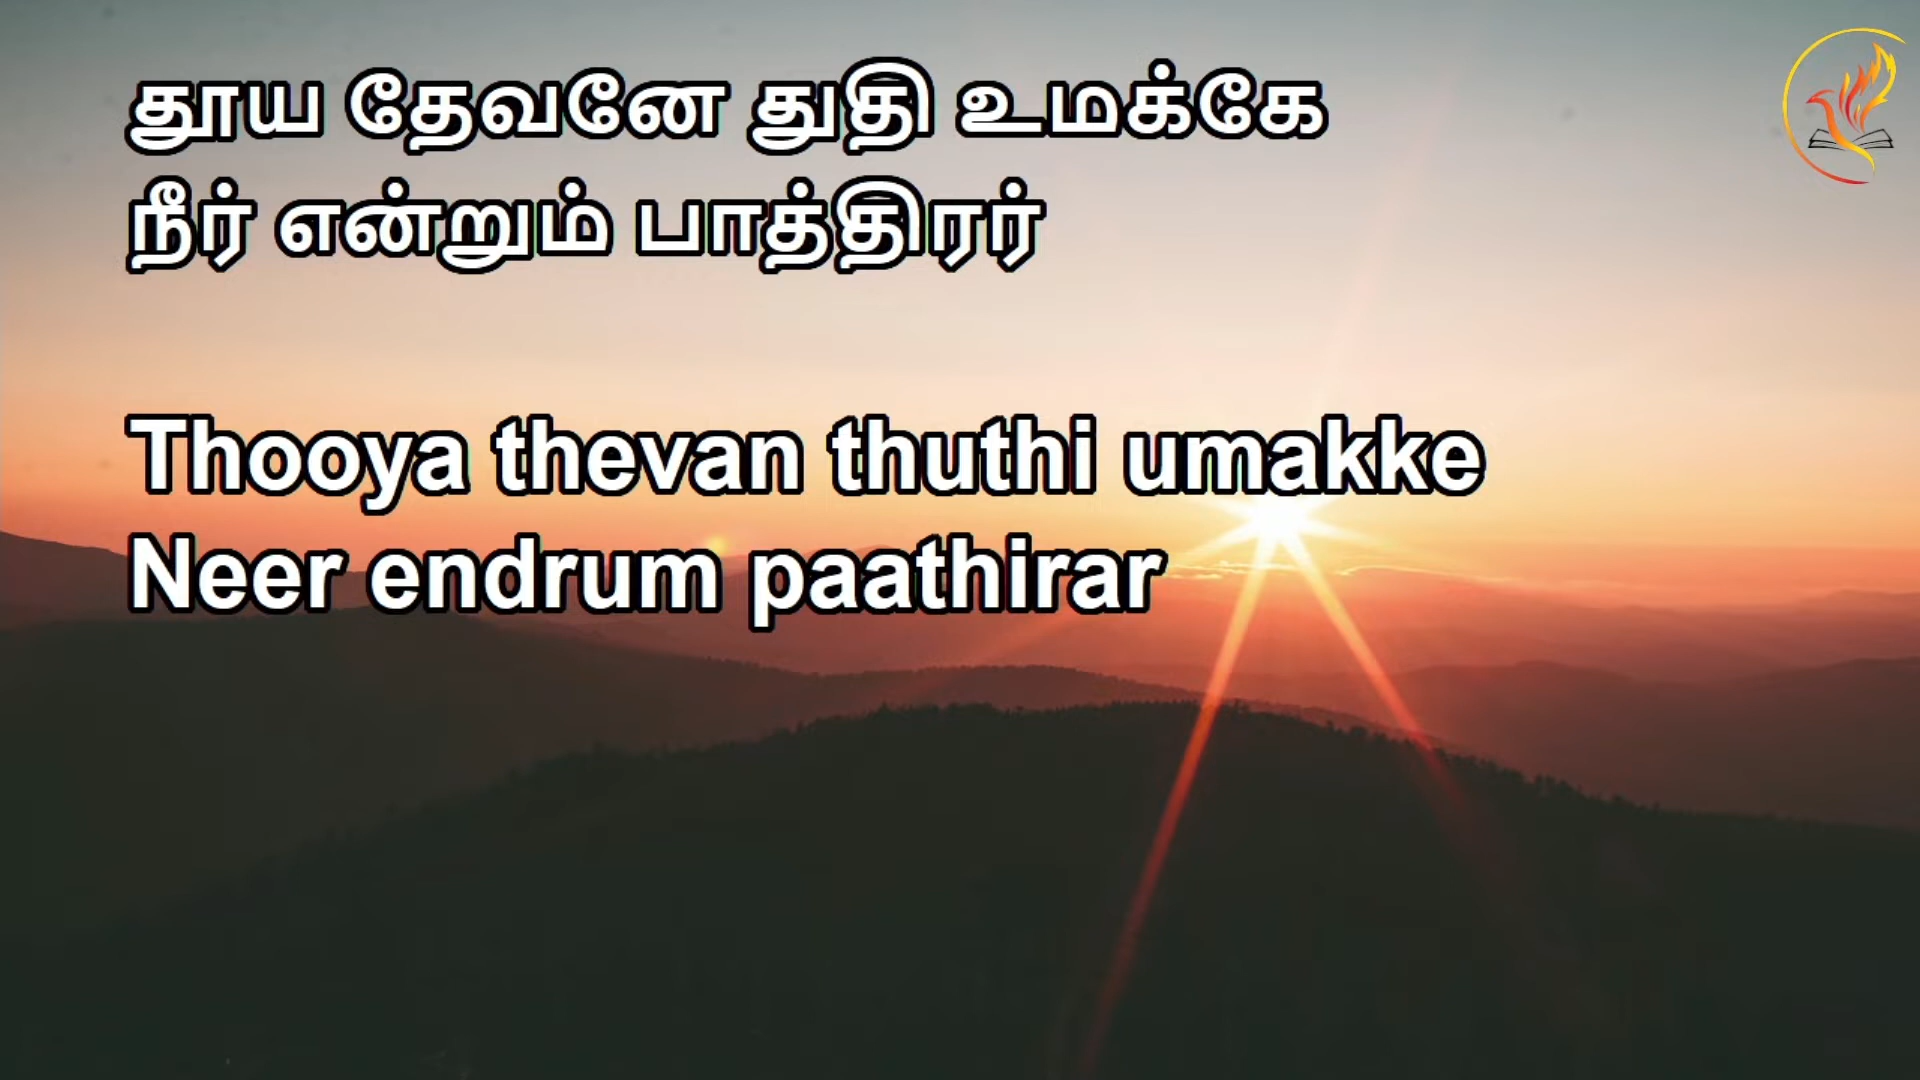 தூய தேவனே துதி உமக்கே
நீர் என்றும் பாத்திரர்
Thooya thevan thuthi umakke
Neer endrum paathirar